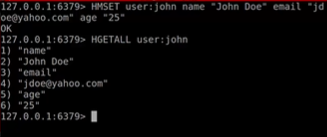 127.0.0.1:6379> HMSET user:john name "John Doe" email "jd
oe@yahoo.com" age "25"
OK
127.0.0.1:6379> HGETALL user:john
1) "name"
2) "John Doe"
3) "email"
4) "jdoe@yahoo.com"
5) "age"
6) "25"
127.0.0.1:6379>